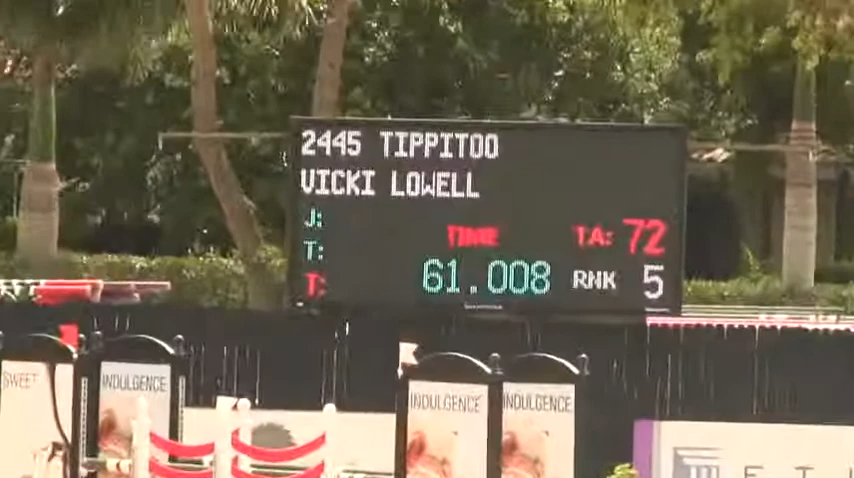 2445 TIPPITOO
VICKI LOWELL
J:
T:
TIME
TA: 72
T:
61.008
RNK 5
SWEET
INDULGENCE
INDULGENCE
INDULGENCE